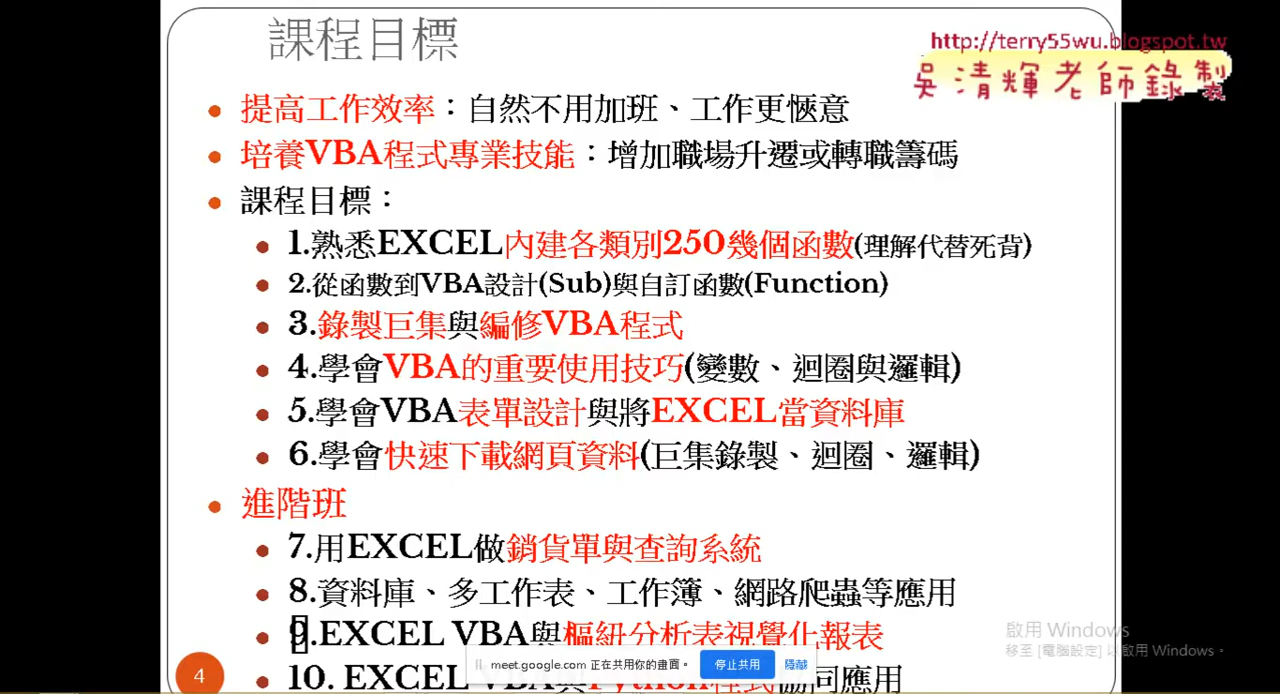 課程目標
http://terry55wu.blogspot.tw
吳清輝老師錄製
提高工作效率：自然不用加班、工作更愜意
培養VBA程式專業技能：增加職場升遷或轉職籌碼
課程目標：
1.熟悉EXCEL內建各類別250幾個函數(理解代替死背)
2.從函數到VBA設計(Sub)與自訂函數(Function)
3.錄製巨集與編修VBA程式
4.學會VBA的重要使用技巧(變數、迴圈與邏輯)
5.學會VBA表單設計與將EXCEL當資料庫
6.學會快速下載網頁資料(巨集錄製、迴圈、邏輯)
進階班
7.用EXCEL做銷貨單與查詢系統
8.資料庫、多工作表、工作簿、網路爬蟲等應用
9.EXCEL VBA與樞紐分析表視覺化報表
10. EXCEL VBA與Python程式協同應用
meet.google.com 正在共用你的畫面。 停止共用 隱藏
啟用 Windows
移至 [電腦設定] 以啟用 Windows。
4